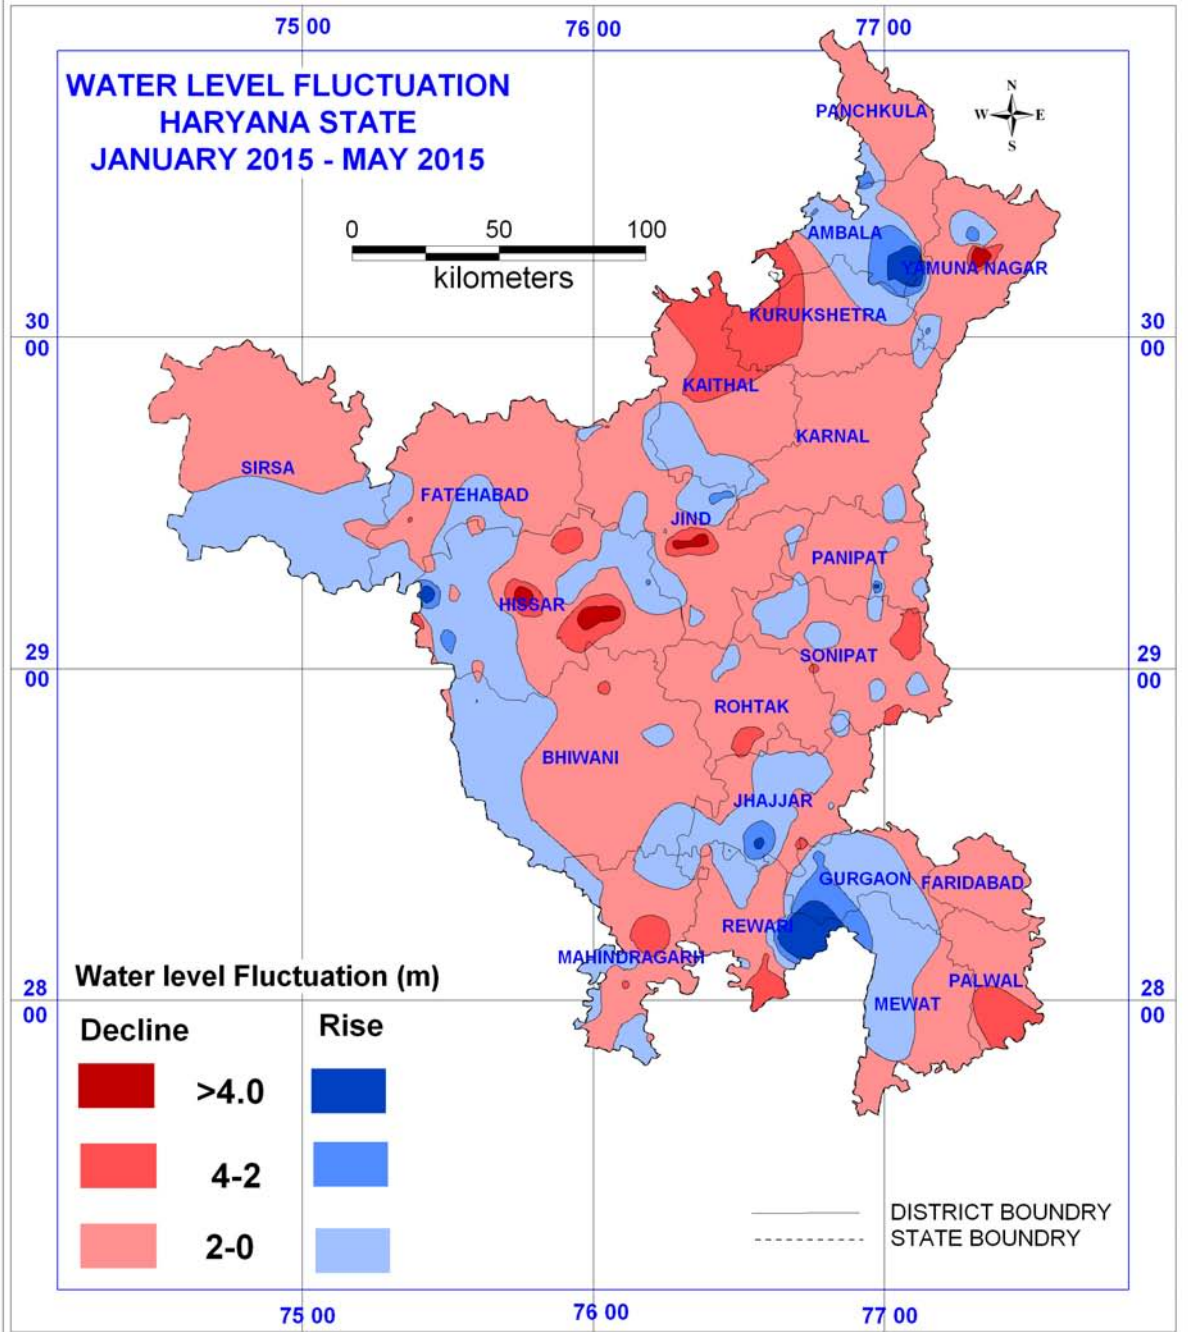 75 00
76 00
77 00
WATER LEVEL FLUCTUATION
HARYANA STATE
JANUARY 2015 - MAY 2015
N
W
E
S
0
50
100
kilometers
PANCHKULA
AMBALA
YAMUNA NAGAR
KURUKSHETRA
30
00
30
00
KAITHAL
KARNAL
SIRSA
FATEHABAD
JIND
PANIPAT
HISSAR
29
00
SONIPAT
29
00
ROHTAK
BHIWANI
JHAJJAR
GURGAON
FARIDABAD
REWARI
MAHINDRAGARH
PALWAL
MEWAT
28
00
28
00
Water level Fluctuation (m)
Decline
Rise
>4.0
4-2
2-0
DISTRICT BOUNDRY
STATE BOUNDRY
75 00
76 00
77 00